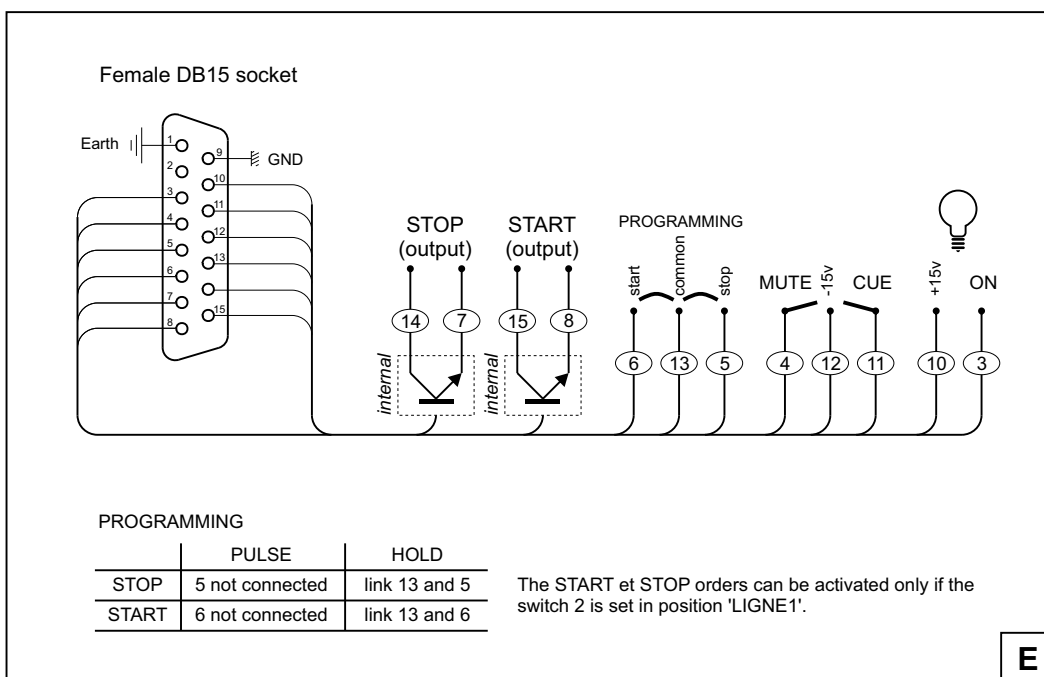 Female DB15 socket
Earth
GND
1
2
3
4
5
6
7
8
9
10
11
12
13
15
STOP
(output)
START
(output)
PROGRAMMING
start
common
stop
MUTE
-15v
CUE
+15v
ON
14
7
15
8
6
13
5
4
12
11
10
3
internal
internal
PROGRAMMING
PULSE HOLD
STOP 5 not connected link 13 and 5
START 6 not connected link 13 and 6
The START et STOP orders can be activated only if the
switch 2 is set in position 'LIGNE1'.
E